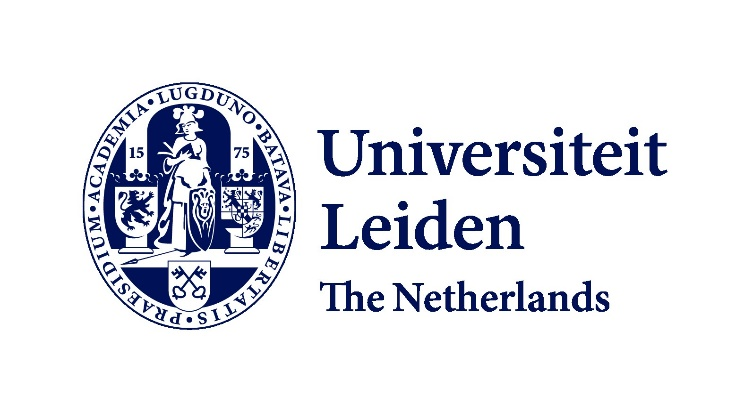 ACADEMIA · LUGDUNO · BATAVA · LIBERTATIS · PRAESIDIUM ·
15 75
Universiteit
Leiden
The Netherlands